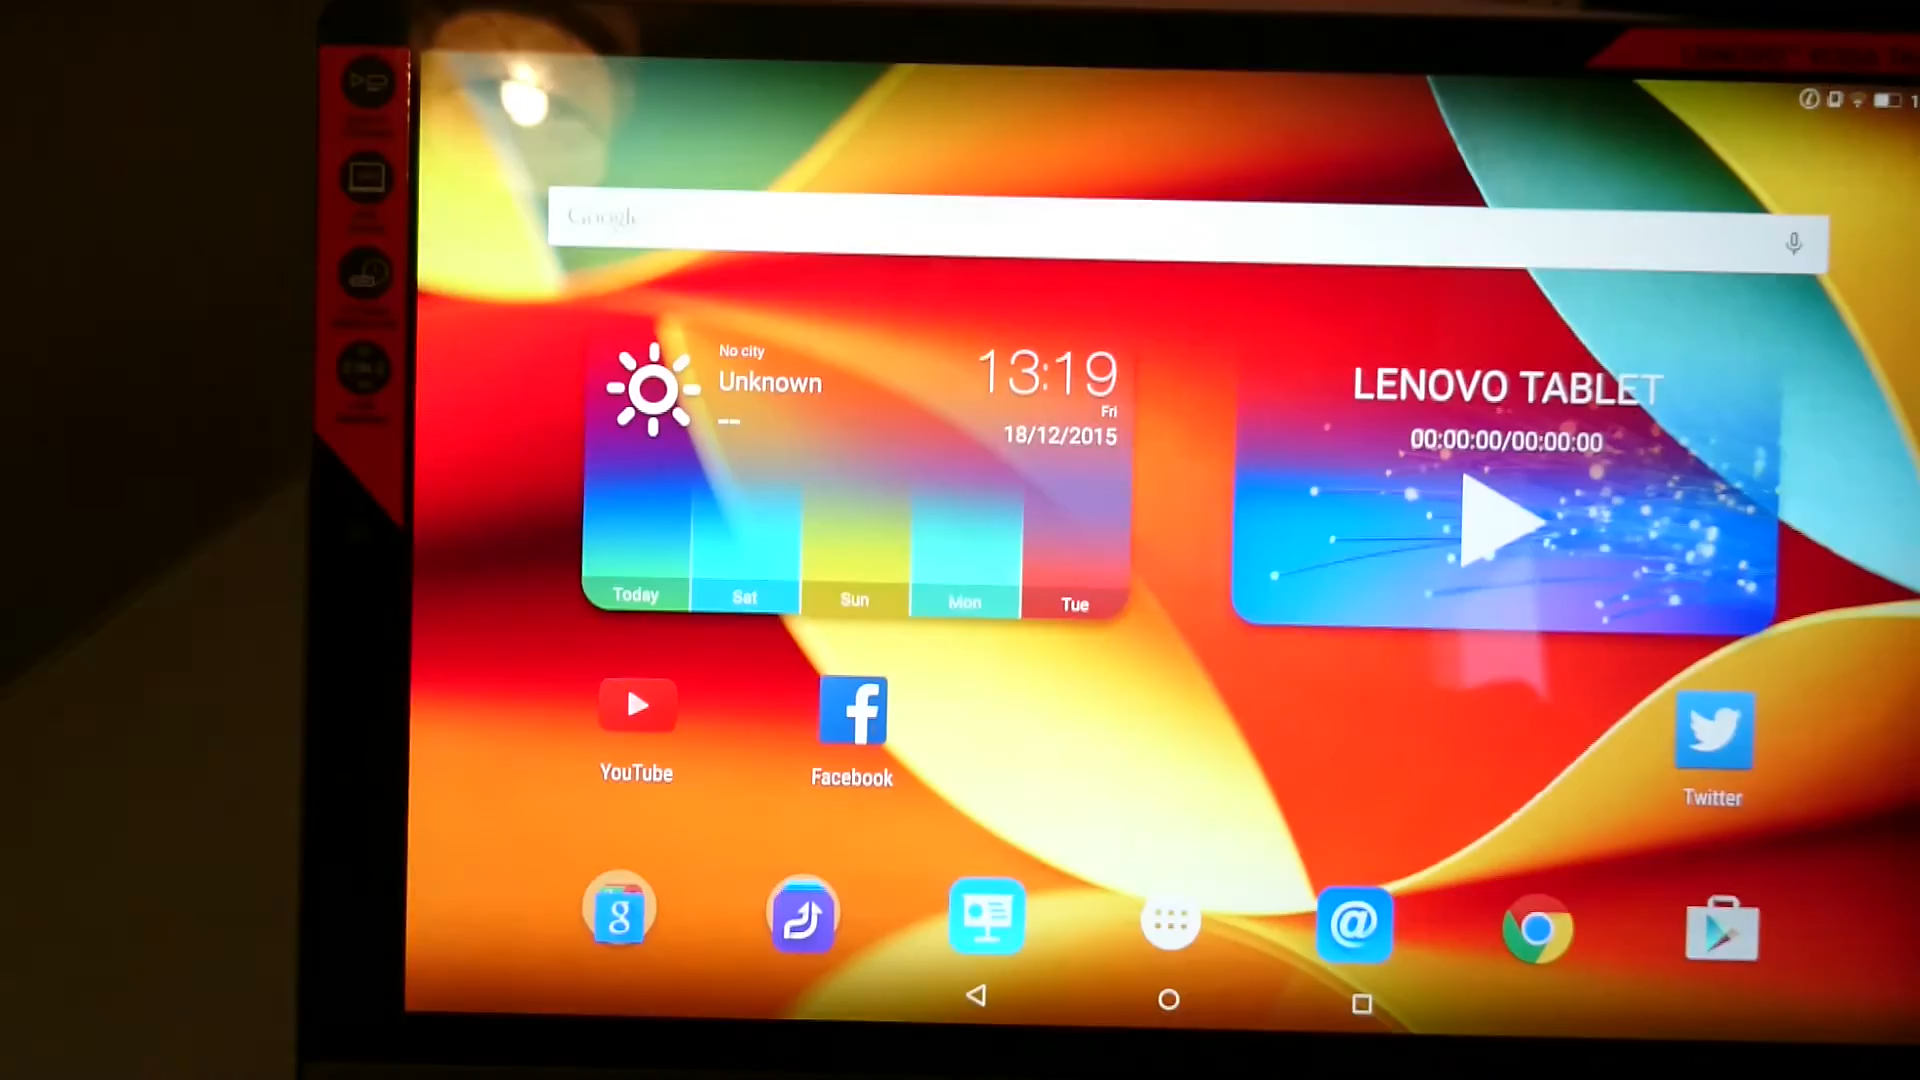 Google
No city
Unknown
--
13:19
Fri
18/12/2015
Today
Sat
Sun
Mon
Tue
LENOVO TABLET
00:00:00/00:00:00
YouTube
Facebook
Twitter